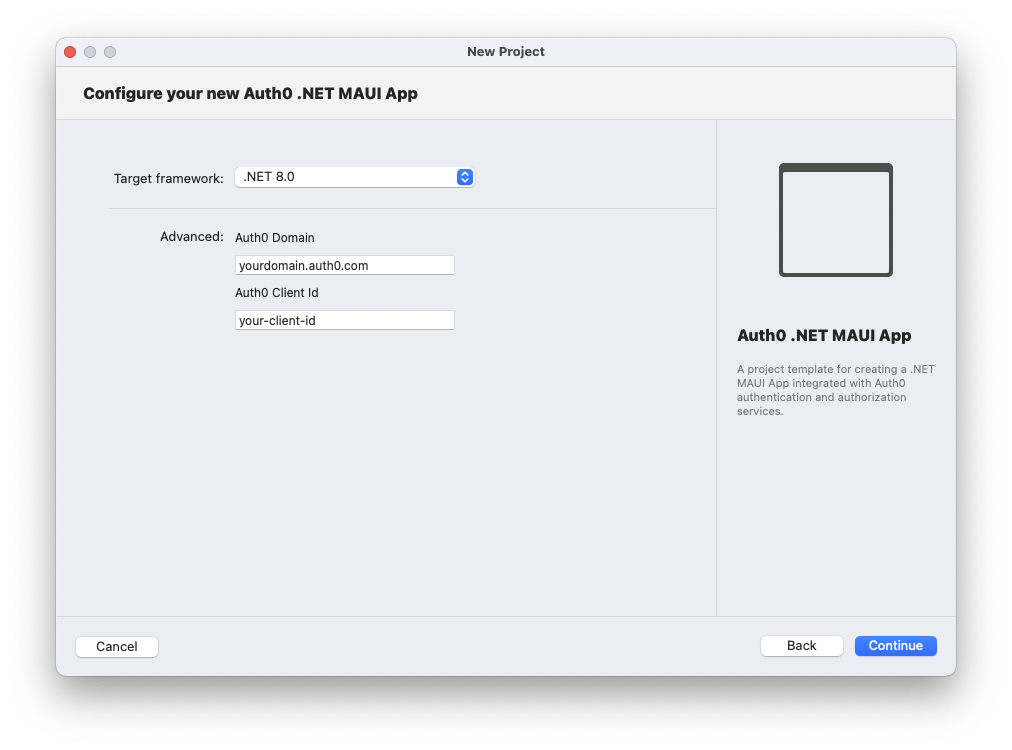 New Project
Configure your new Auth0 .NET MAUI App
Target framework: .NET 8.0
Advanced: Auth0 Domain
yourdomain.auth0.com
Auth0 Client Id
your-client-id
Auth0 .NET MAUI App
A project template for creating a .NET
MAUI App integrated with Auth0
authentication and authorization
services.
Cancel
Back
Continue